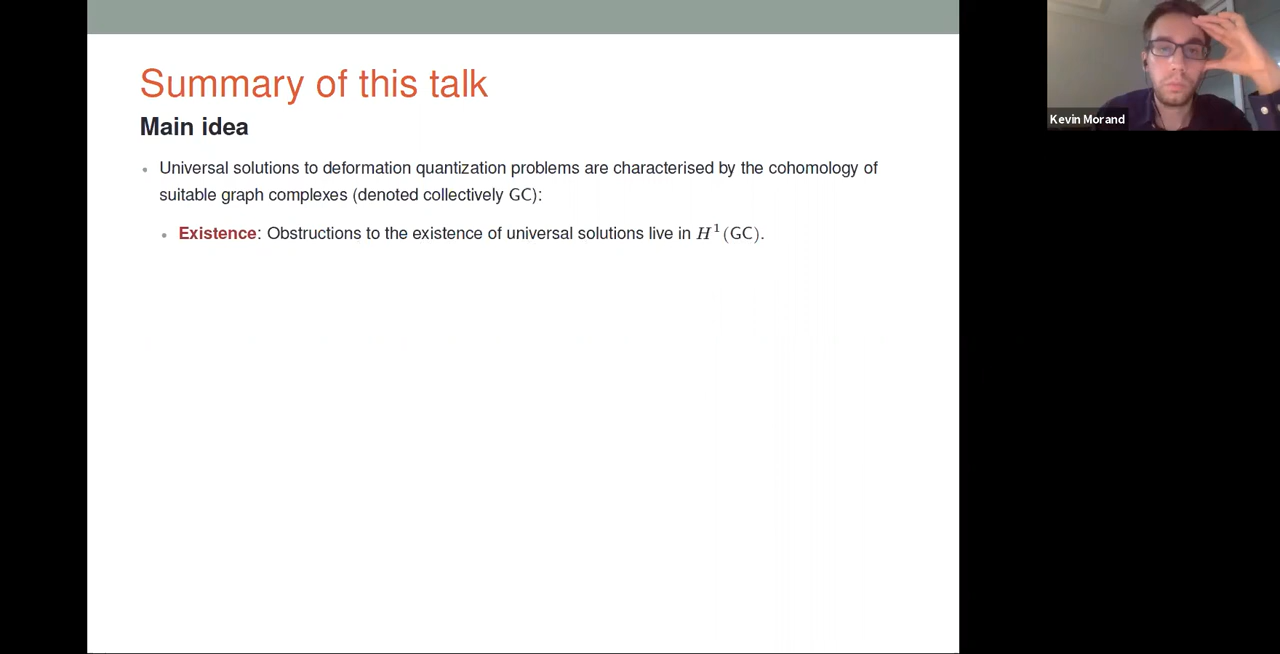 Summary of this talk
Main idea
• Universal solutions to deformation quantization problems are characterised by the cohomology of
suitable graph complexes (denoted collectively GC):
• Existence: Obstructions to the existence of universal solutions live in H¹(GC).
Kevin Morand